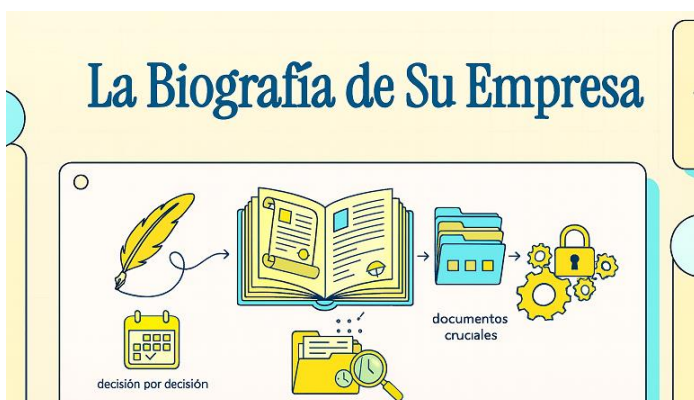 La Biografía de Su Empresa
documentos
cruciales
decisión por decisión